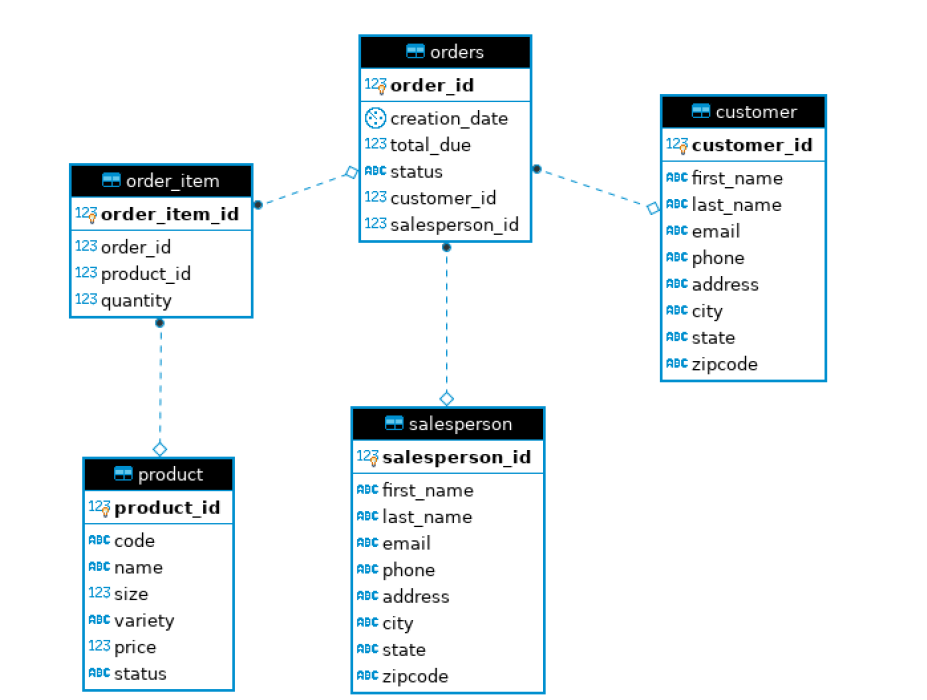 orders
123 order_id
creation_date
123 total_due
ABC status
123 customer_id
123 salesperson_id
customer
123 customer_id
ABC first_name
ABC last_name
ABC email
ABC phone
ABC address
ABC city
ABC state
ABC zipcode
order_item
123 order_item_id
123 order_id
123 product_id
123 quantity
salesperson
123 salesperson_id
ABC first_name
ABC last_name
ABC email
ABC phone
ABC address
ABC city
ABC state
ABC zipcode
product
123 product_id
ABC code
ABC name
123 size
ABC variety
123 price
ABC status